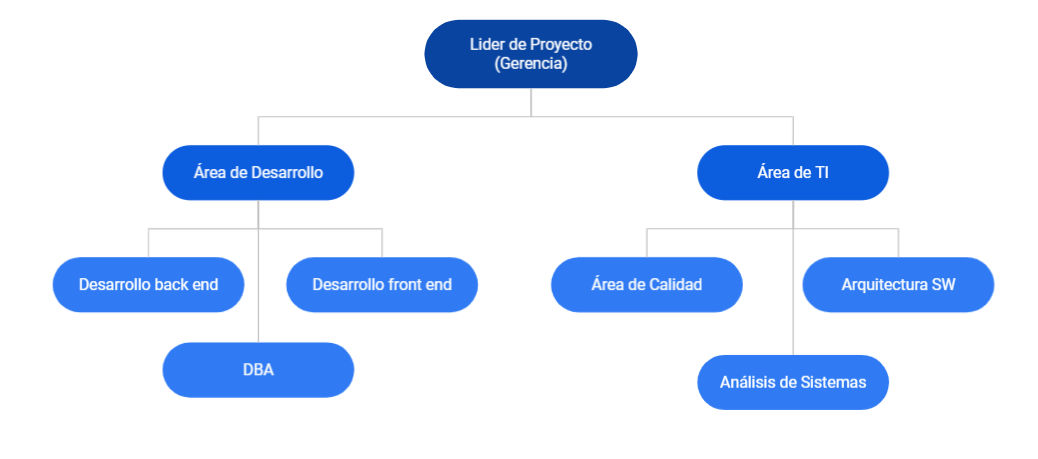 Lider de Proyecto
(Gerencia)
Área de Desarrollo
Área de TI
Desarrollo back end
Desarrollo front end
Área de Calidad
Arquitectura SW
DBA
Análisis de Sistemas